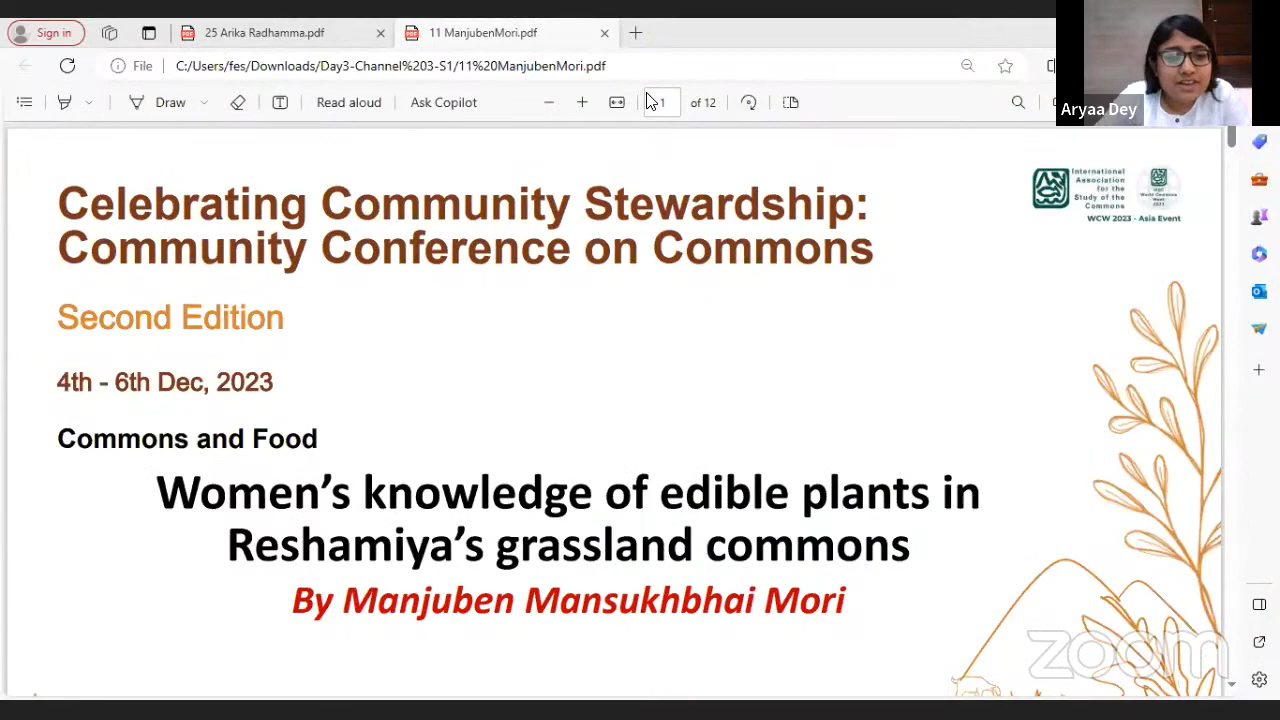 Sign in
25 Arika Radhamma.pdf
11 ManjubenMori.pdf
File
C:/Users/fes/Downloads/Day3-Channel%203-S1/11%20ManjubenMori.pdf
Draw
Read aloud
Ask Copilot
1 of 12
Aryaa Dey
Celebrating Community Stewardship:
Community Conference on Commons
International
Association
for the
Study of the
Commons
WCW 2023 - Asia Event
Second Edition
4th - 6th Dec, 2023
Commons and Food
Women's knowledge of edible plants in
Reshamiya's grassland commons
By Manjuben Mansukhbhai Mori
zoom